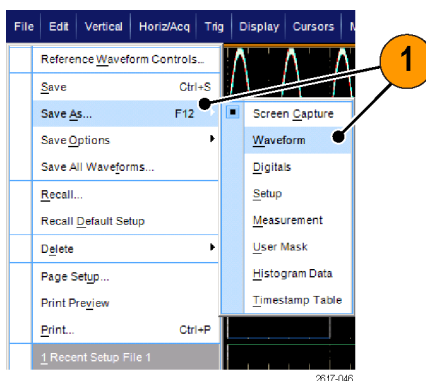 File Edit Vertical Horiz/Acq Trig Display Cursors
Reference Waveform Controls...
Save Ctrl+S
Save As... F12
Save Options
Save All Waveforms...
Recall...
Recall Default Setup
Delete
Page Setup...
Print Preview
Print... Ctrl+P
1 Recent Setup File 1
Screen Capture
Waveform
Digitals
Setup
Measurement
User Mask
Histogram Data
Timestamp Table
1
2617-046